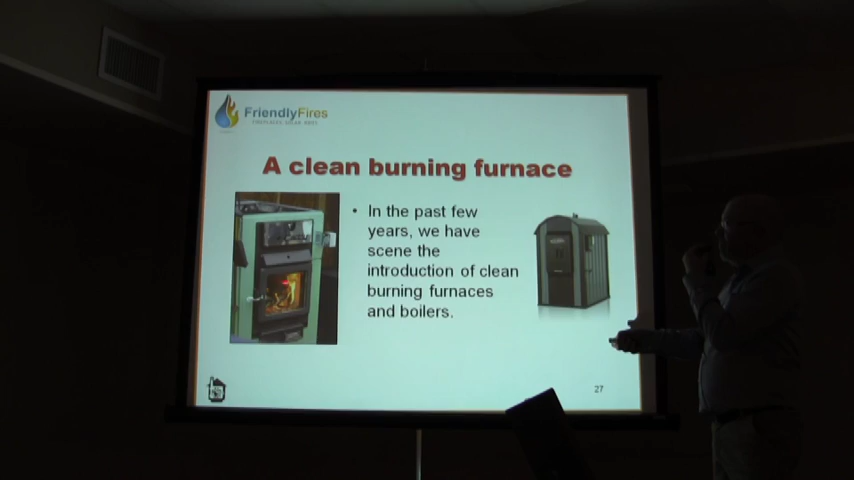 FriendlyFires
A clean burning furnace
• In the past few
years, we have
scene the
introduction of clean
burning furnaces
and boilers.
27